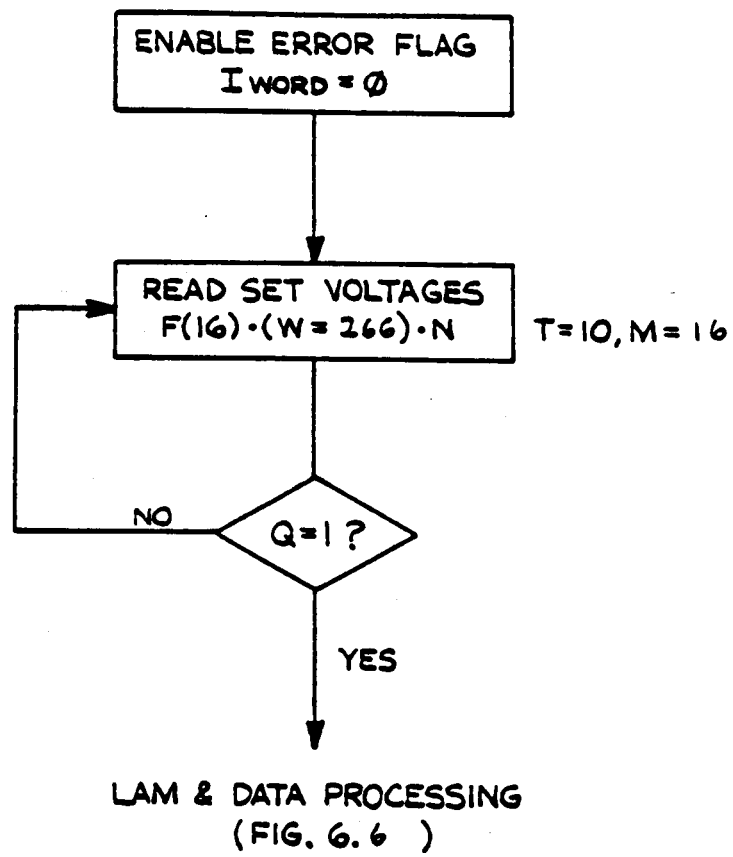 ENABLE ERROR FLAG
I WORD = Ø
READ SET VOLTAGES
F(16)·(W = 266)·N
T=10, M=16
NO
Q=1 ?
YES
LAM & DATA PROCESSING
(FIG. 6.6 )